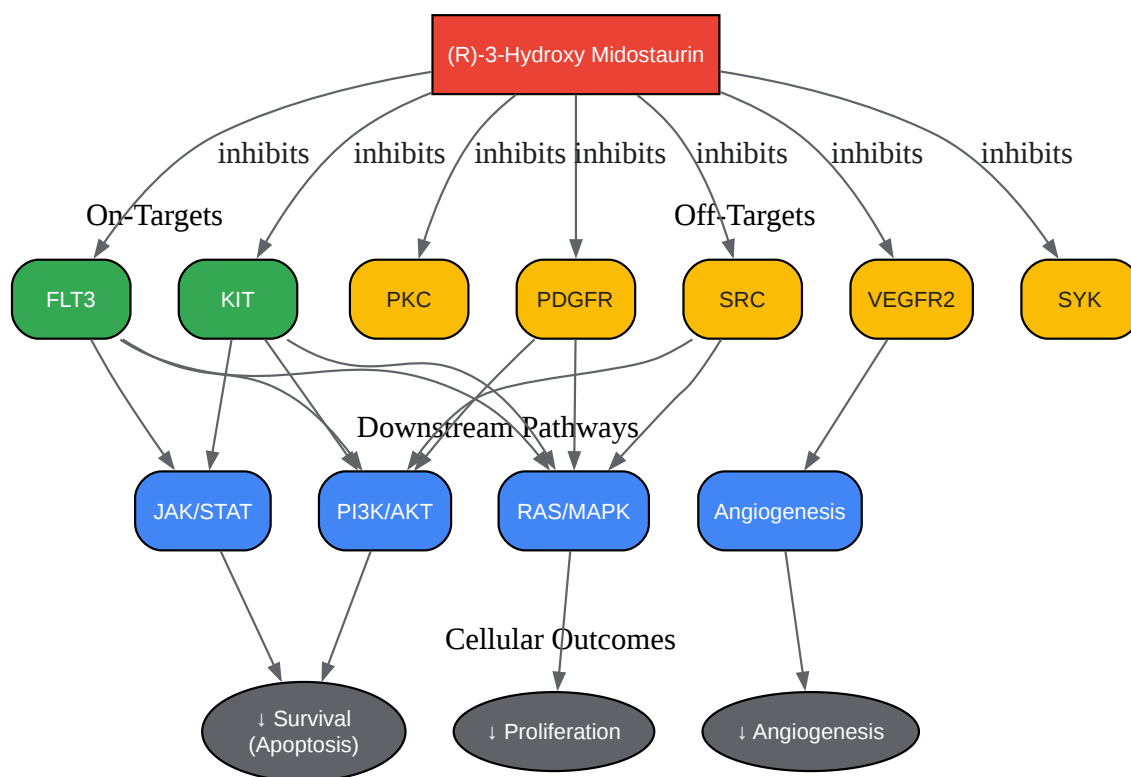 (R)-3-Hydroxy Midostaurin
inhibits inhibits inhibits inhibits inhibits inhibits inhibits
On-Targets Off-Targets
FLT3 KIT PKC PDGFR SRC VEGFR2 SYK
Downstream Pathways
JAK/STAT PI3K/AKT RAS/MAPK Angiogenesis
Cellular Outcomes
↓ Survival
(Apoptosis)
↓ Proliferation
↓ Angiogenesis